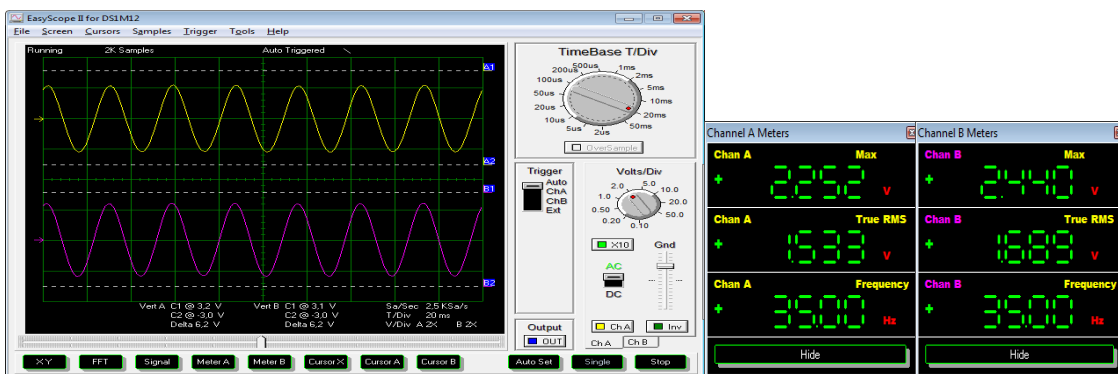 EasyScope II for DS1M12
File Screen Cursors Samples Trigger Tools Help
Running 2K Samples Auto Triggered
A1
A2
B1
B2
Vert A C1 @ 3,2 V Vert B C1 @ 3,1 V Sa/Sec 2,5 KSa/s
C2 @ -3,0 V C2 @ -3,0 V T/Div 20 ms
Delta 6,2 V Delta 6,2 V V/Div A 2X B 2X
XY FFT Signal Meter A Meter B Cursor X Cursor A Cursor B Auto Set Single Stop
TimeBase T/Div
5us 10us 20us 50us 100us 200us 500us 1ms 2ms 5ms 10ms 20ms 50ms 2us
OverSample
Trigger
Auto
ChA
ChB
Ext
Volts/Div
0.20 0.50 1.0 2.0 5.0 10.0 20.0 50.0 0.10
X10 Gnd
AC
DC
Ch A Inv
Ch A Ch B
Output
OUT
Channel A Meters
Chan A Max
+ 2.252 V
Chan A True RMS
+ 1.533 V
Chan A Frequency
+ 35.00 Hz
Hide
Channel B Meters
Chan B Max
+ 2.440 V
Chan B True RMS
+ 1.699 V
Chan B Frequency
+ 35.00 Hz
Hide